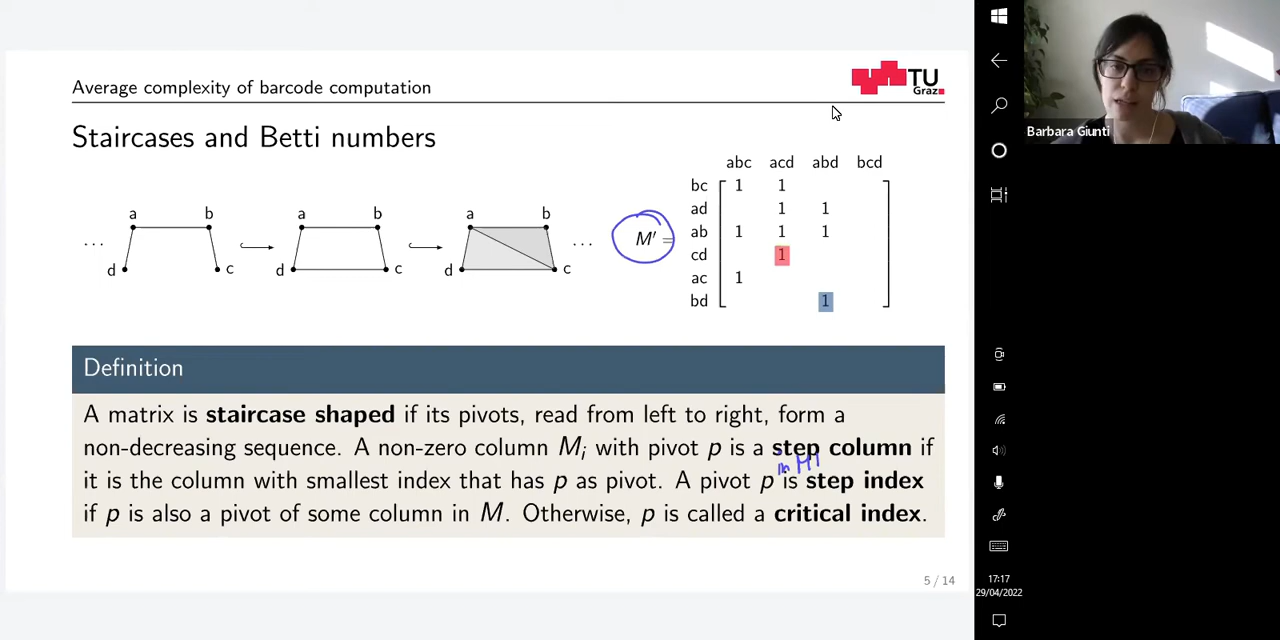 Average complexity of barcode computation
TU
Graz
Staircases and Betti numbers
Barbara Giunti
abc acd abd bcd
bc 1 1
ad 1 1
ab 1 1 1
cd 1
ac 1
bd 1
M′ =
a b
d c
a b
d c
a b
d c
... ... 
Definition
A matrix is staircase shaped if its pivots, read from left to right, form a
non-decreasing sequence. A non-zero column Mi with pivot p is a step column if
in M'
it is the column with smallest index that has p as pivot. A pivot p is step index
if p is also a pivot of some column in M. Otherwise, p is called a critical index.
5 / 14
17:17
29/04/2022